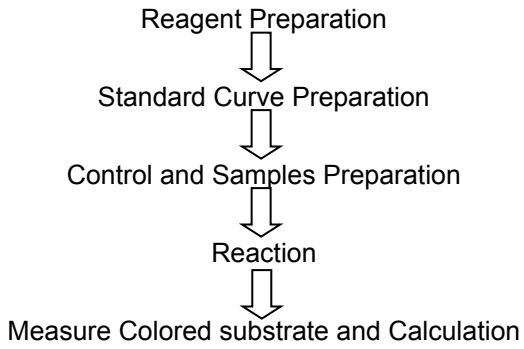 Reagent Preparation
Standard Curve Preparation
Control and Samples Preparation
Reaction
Measure Colored substrate and Calculation